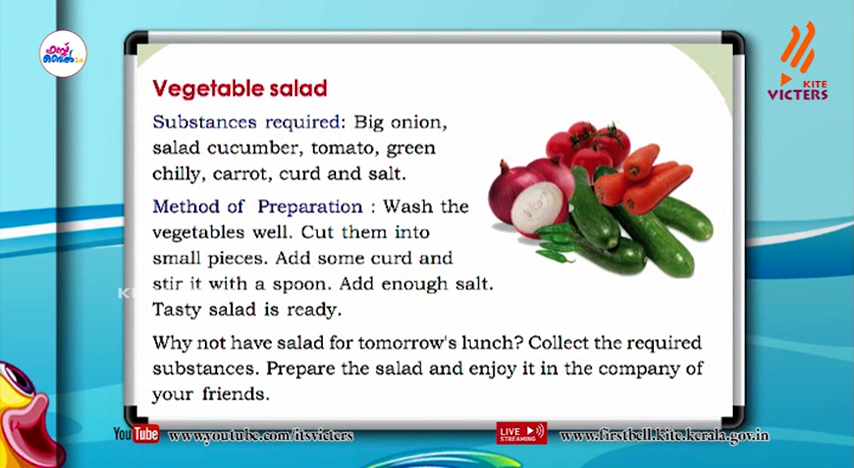 ഫസ്റ്റ്
ബെൽ 2.0
KITE
VICTERS
Vegetable salad
Substances required: Big onion,
salad cucumber, tomato, green
chilly, carrot, curd and salt.
Method of Preparation : Wash the
vegetables well. Cut them into
small pieces. Add some curd and
stir it with a spoon. Add enough salt.
Tasty salad is ready.
Why not have salad for tomorrow's lunch? Collect the required
substances. Prepare the salad and enjoy it in the company of
your friends.
YouTube www.youtube.com/itsvicters
LIVE
STREAMING
www.firstbell.kite.kerala.gov.in